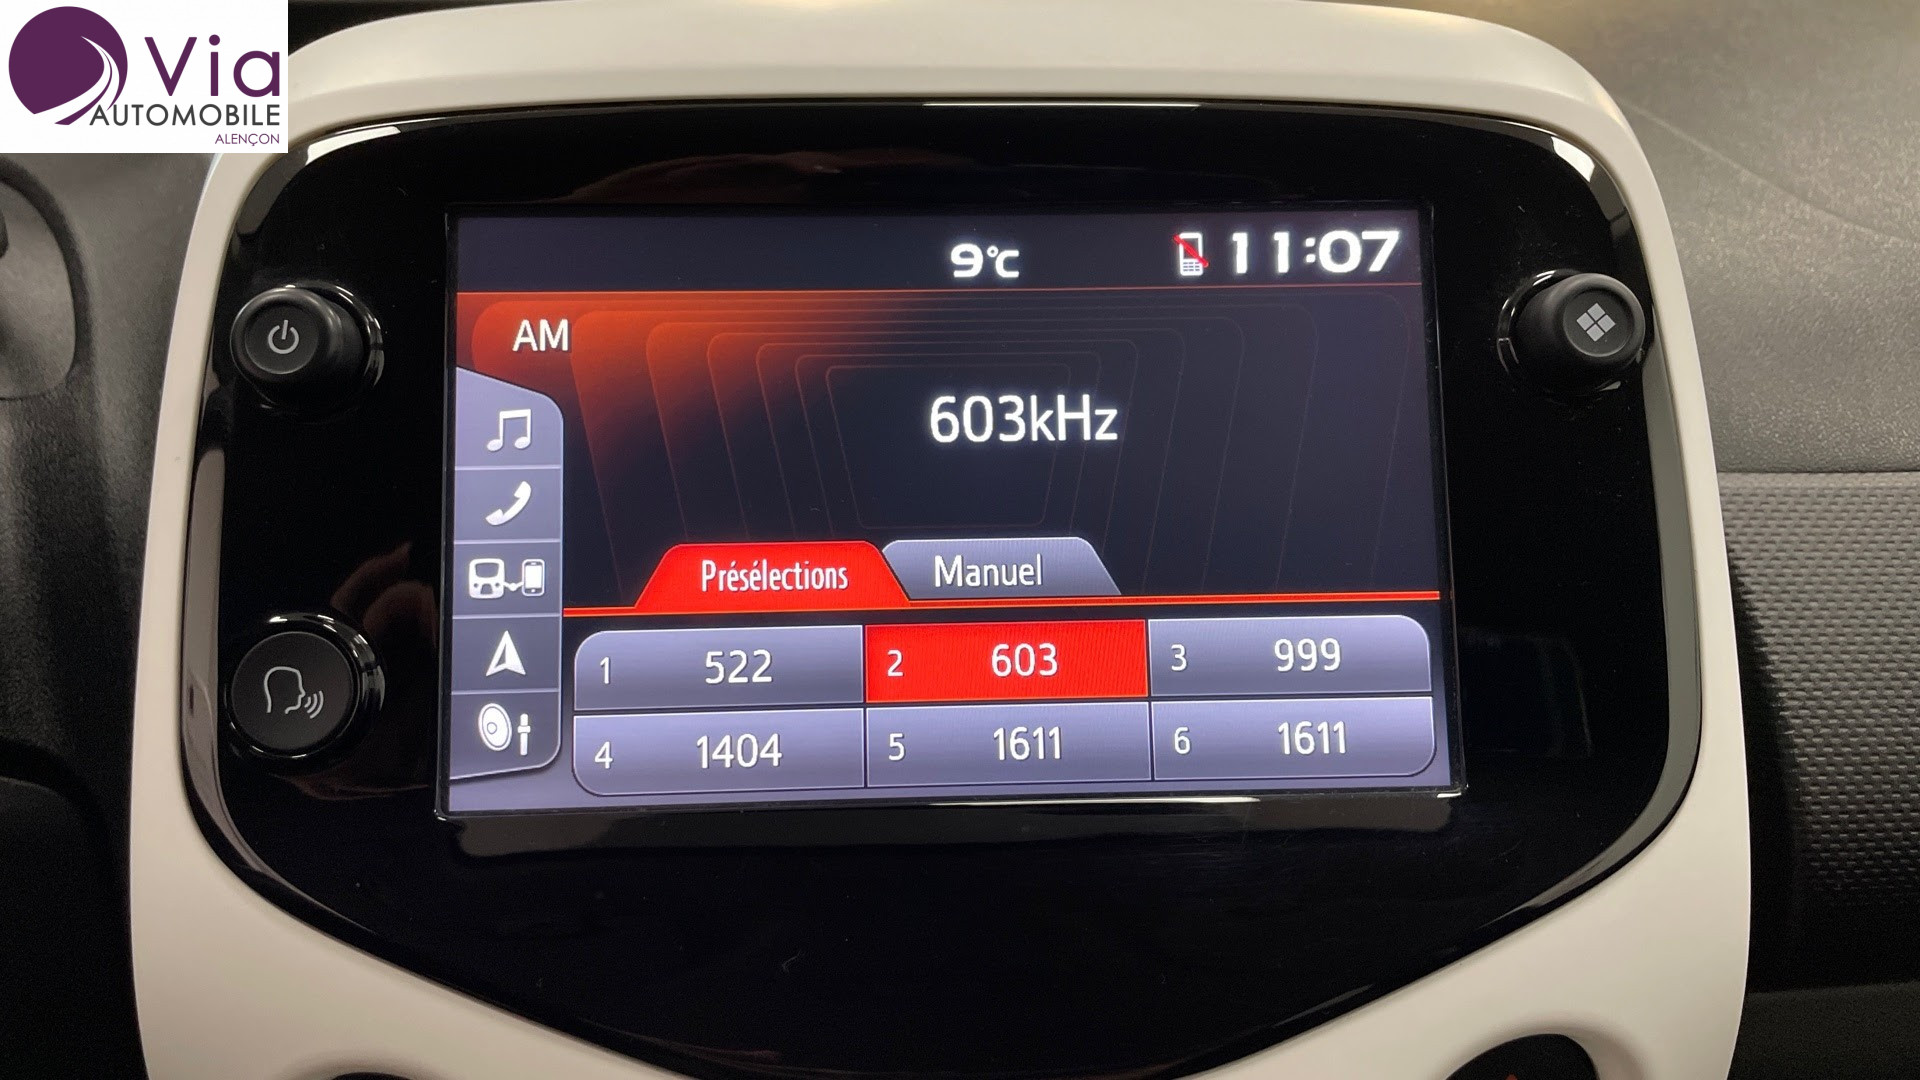 Via
AUTOMOBILE
ALENÇON
9°C
11:07
AM
603kHz
Présélections
Manuel
1 522
2 603
3 999
4 1404
5 1611
6 1611